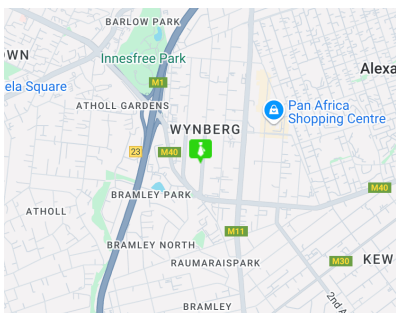 BARLOW PARK
OWN
Innesfree Park
Alexa
M1
ela Square
ATHOLL GARDENS
Pan Africa
Shopping Centre
WYNBERG
23
M40
M40
BRAMLEY PARK
ATHOLL
M11
BRAMLEY NORTH
RAUMARAISPARK
M30
KEW
2nd A
BRAMLEY